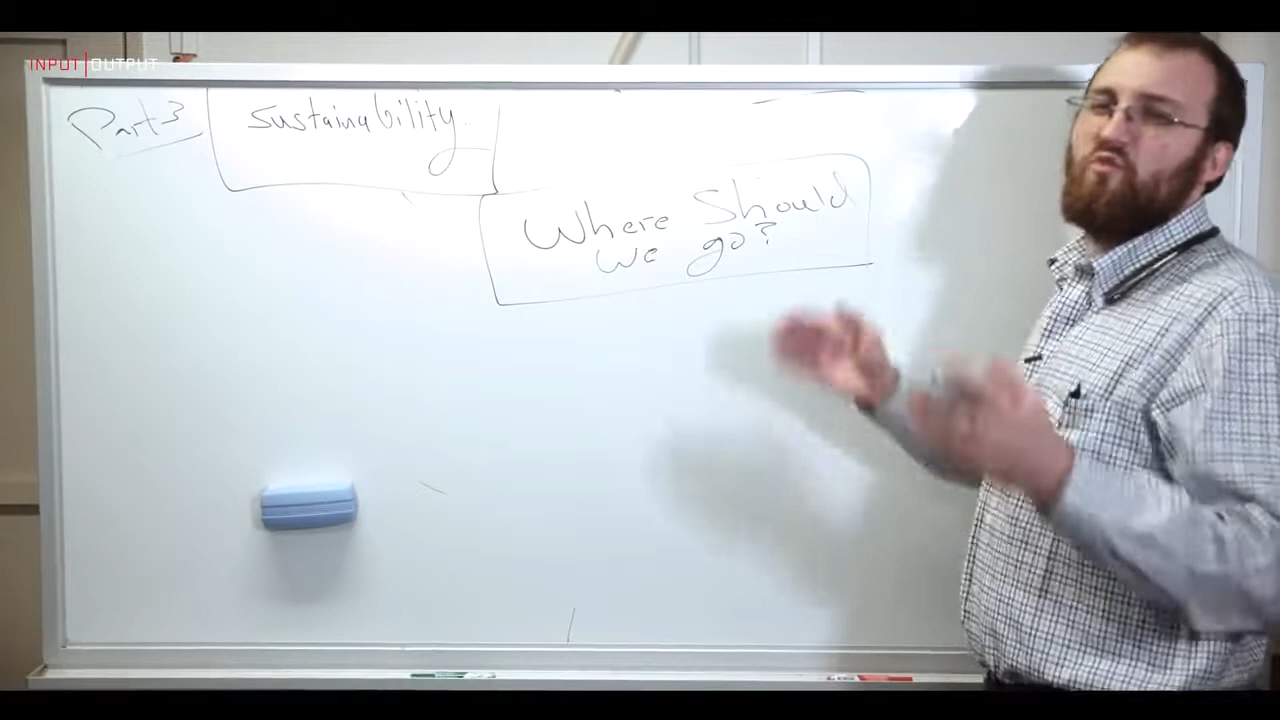 INPUT|OUTPUT
Part 3
sustainability
Where Should
we go?